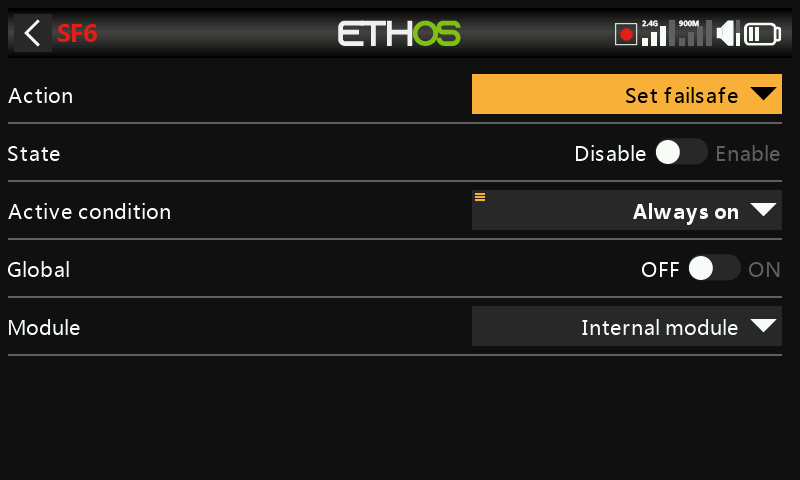 SF6 ETHOS 2.4G 900M
Action Set failsafe
State Disable Enable
Active condition Always on
Global OFF ON
Module Internal module